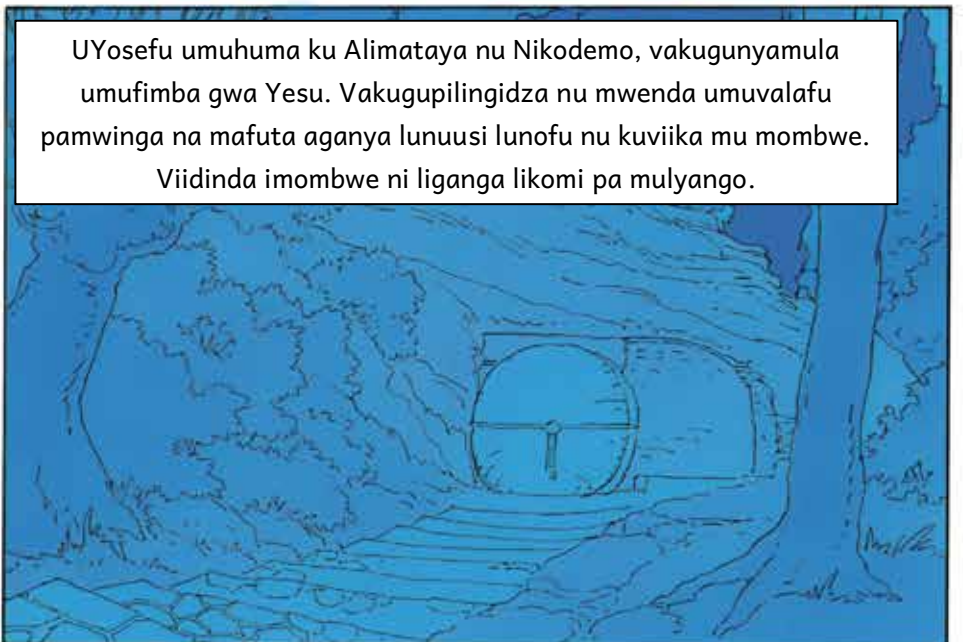 UYosefu umuhuma ku Alimataya nu Nikodemo, vakugunyamula
umufimba gwa Yesu. Vakugupilingidza nu mwenda umuvalafu
pamwinga na mafuta aganya lunuusi lunofu nu kuviika mu mombwe.
Viidinda imombwe ni liganga likomi pa mulyango.